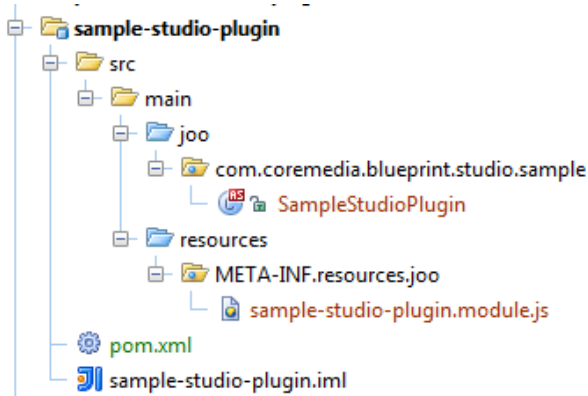 sample-studio-plugin
src
main
joo
com.coremedia.blueprint.studio.sample
AS SampleStudioPlugin
resources
META-INF.resources.joo
sample-studio-plugin.module.js
pom.xml
sample-studio-plugin.iml